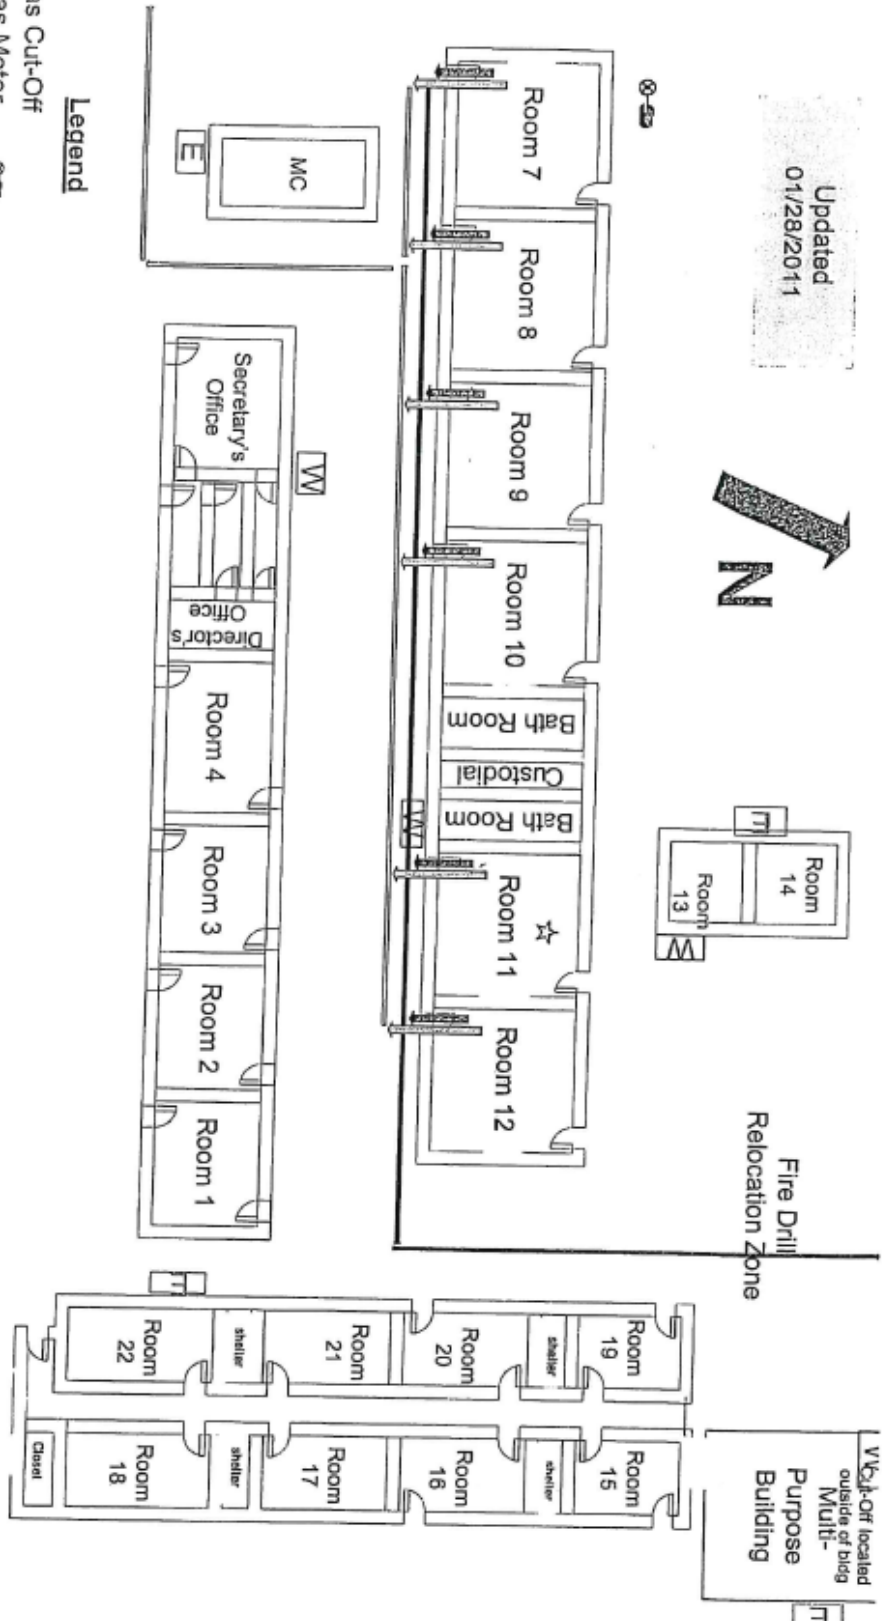 Updated
01/28/2011
N
Room 7
Room 8
Room 9
Room 10
Bath Room
Custodial
Bath Room
W
Room 11
Room 12
Room
14
Room
13
E
W
Fire Drill
Relocation Zone
MC
E
Legend
Cut-Off
W
Secretary's
Office
Director's
Office
Room 4
Room 3
Room 2
Room 1
E
Room
19
shelter
Room
20
Room
21
shelter
Room
22
Room
15
shelter
Room
16
Room
17
shelter
Room
18
Closet
Cut-Off located
outside of bldg
Multi-
Purpose
Building